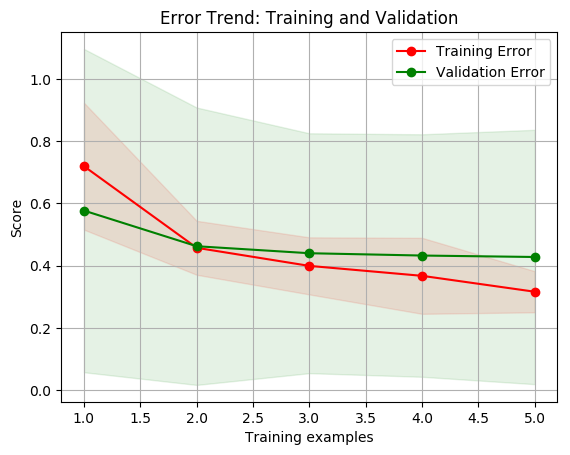 Error Trend: Training and Validation
Training Error
Validation Error
1.0
0.8
0.6
0.4
0.2
0.0
Score
1.0 1.5 2.0 2.5 3.0 3.5 4.0 4.5 5.0
Training examples